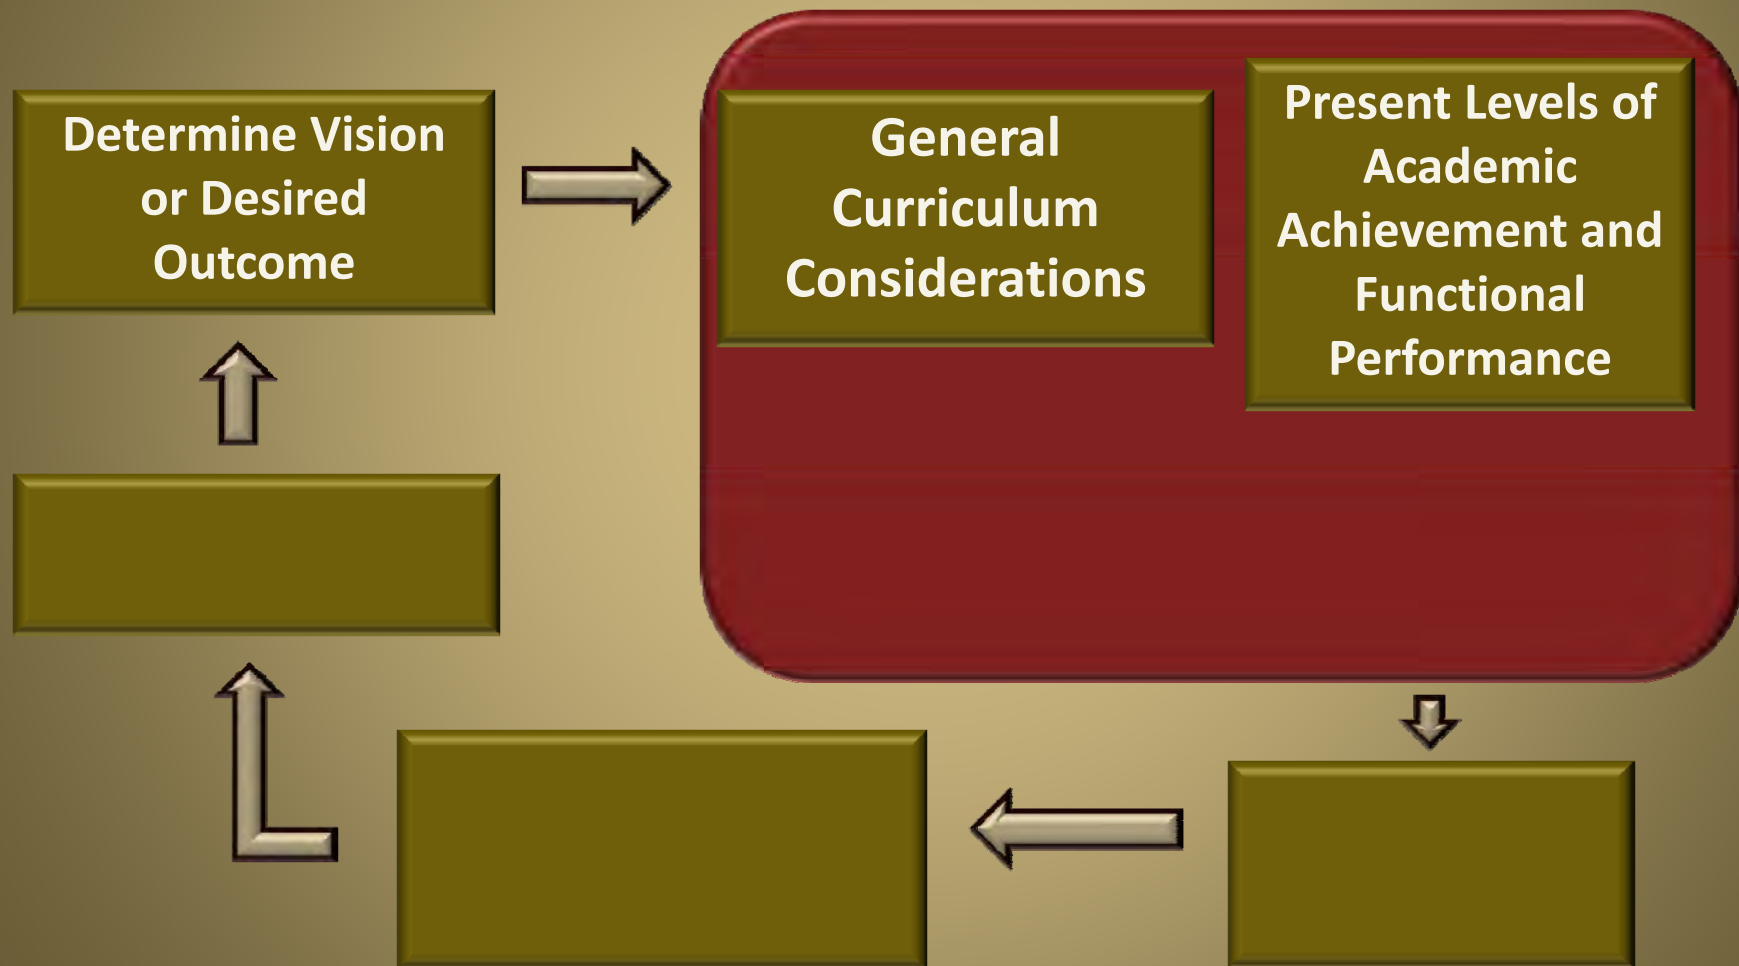 Determine Vision
or Desired
Outcome
General
Curriculum
Considerations
Present Levels of
Academic
Achievement and
Functional
Performance